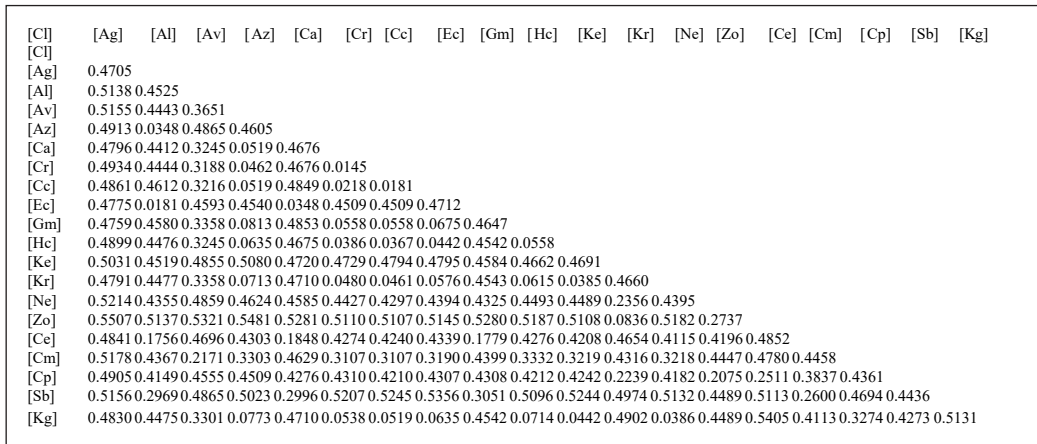 [Cl] [Ag] [Al] [Av] [Az] [Ca] [Cr] [Cc] [Ec] [Gm] [Hc] [Ke] [Kr] [Ne] [Zo] [Ce] [Cm] [Cp] [Sb] [Kg]
[Cl]
[Ag] 0.4705
[Al] 0.5138 0.4525
[Av] 0.5155 0.4443 0.3651
[Az] 0.4913 0.0348 0.4865 0.4605
[Ca] 0.4796 0.4412 0.3245 0.0519 0.4676
[Cr] 0.4934 0.4444 0.3188 0.0462 0.4676 0.0145
[Cc] 0.4861 0.4612 0.3216 0.0519 0.4849 0.0218 0.0181
[Ec] 0.4775 0.0181 0.4593 0.4540 0.0348 0.4509 0.4509 0.4712
[Gm] 0.4759 0.4580 0.3358 0.0813 0.4853 0.0558 0.0558 0.0675 0.4647
[Hc] 0.4899 0.4476 0.3245 0.0635 0.4675 0.0386 0.0367 0.0442 0.4542 0.0558
[Ke] 0.5031 0.4519 0.4855 0.5080 0.4720 0.4729 0.4794 0.4795 0.4584 0.4662 0.4691
[Kr] 0.4791 0.4477 0.3358 0.0713 0.4710 0.0480 0.0461 0.0576 0.4543 0.0615 0.0385 0.4660
[Ne] 0.5214 0.4355 0.4859 0.4624 0.4585 0.4427 0.4297 0.4394 0.4325 0.4493 0.4489 0.2356 0.4395
[Zo] 0.5507 0.5137 0.5321 0.5481 0.5281 0.5110 0.5107 0.5145 0.5280 0.5187 0.5108 0.0836 0.5182 0.2737
[Ce] 0.4841 0.1756 0.4696 0.4303 0.1848 0.4274 0.4240 0.4339 0.1779 0.4276 0.4208 0.4654 0.4115 0.4196 0.4852
[Cm] 0.5178 0.4367 0.2171 0.3303 0.4629 0.3107 0.3107 0.3190 0.4399 0.3332 0.3219 0.4316 0.3218 0.4447 0.4780 0.4458
[Cp] 0.4905 0.4149 0.4555 0.4509 0.4276 0.4310 0.4210 0.4307 0.4308 0.4212 0.4242 0.2239 0.4182 0.2075 0.2511 0.3837 0.4361
[Sb] 0.5156 0.2969 0.4865 0.5023 0.2996 0.5207 0.5245 0.5356 0.3051 0.5096 0.5244 0.4974 0.5132 0.4489 0.5113 0.2600 0.4694 0.4436
[Kg] 0.4830 0.4475 0.3301 0.0773 0.4710 0.0538 0.0519 0.0635 0.4542 0.0714 0.0442 0.4902 0.0386 0.4489 0.5405 0.4113 0.3274 0.4273 0.5131